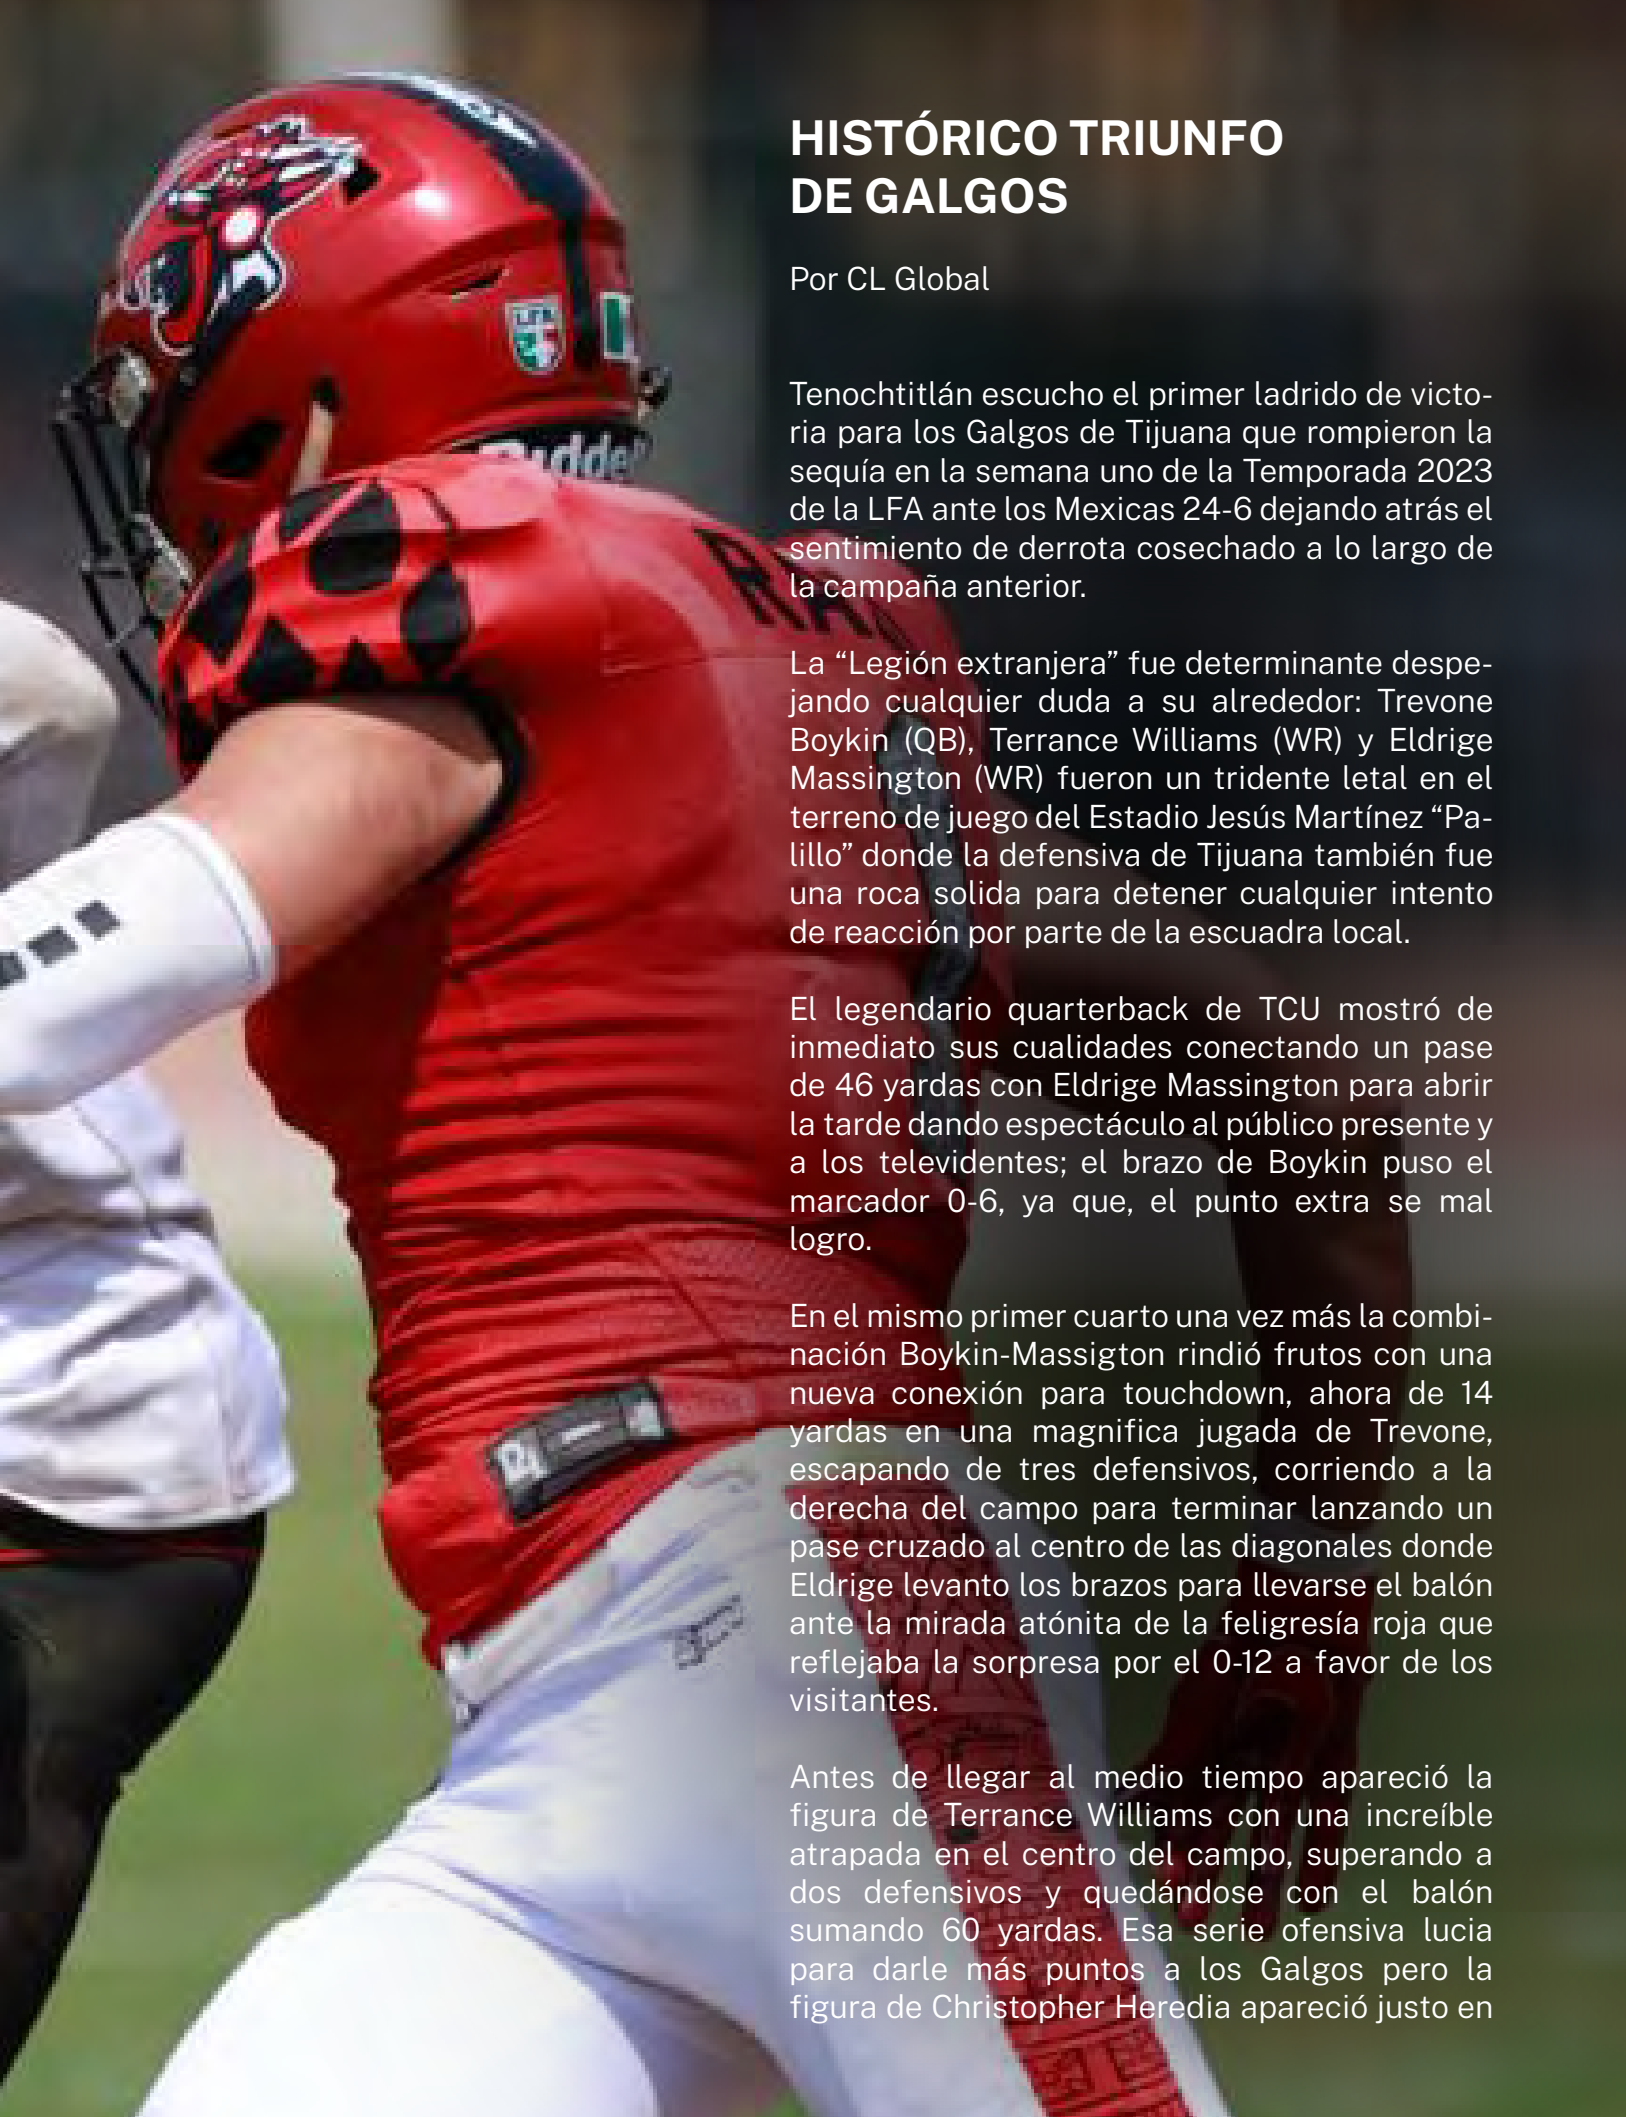 HISTÓRICO TRIUNFO
DE GALGOS
Por CL Global
Tenochtitlán escucho el primer ladrido de victo-
ria para los Galgos de Tijuana que rompieron la
sequía en la semana uno de la Temporada 2023
de la LFA ante los Mexicas 24-6 dejando atrás el
sentimiento de derrota cosechado a lo largo de
la campaña anterior.
La “Legión extranjera” fue determinante despe-
jando cualquier duda a su alrededor: Trevone
Boykin (QB), Terrance Williams (WR) y Eldrige
Massington (WR) fueron un tridente letal en el
terreno de juego del Estadio Jesús Martínez “Pa-
lillo” donde la defensiva de Tijuana también fue
una roca solida para detener cualquier intento
de reacción por parte de la escuadra local.
El legendario quarterback de TCU mostró de
inmediato sus cualidades conectando un pase
de 46 yardas con Eldrige Massington para abrir
la tarde dando espectáculo al público presente y
a los televidentes; el brazo de Boykin puso el
marcador 0-6, ya que, el punto extra se mal
logro.
En el mismo primer cuarto una vez más la combi-
nación Boykin-Massigton rindió frutos con una
nueva conexión para touchdown, ahora de 14
yardas en una magnifica jugada de Trevone,
escapando de tres defensivos, corriendo a la
derecha del campo para terminar lanzando un
pase cruzado al centro de las diagonales donde
Eldrige levanto los brazos para llevarse el balón
ante la mirada atónita de la feligresía roja que
reflejaba la sorpresa por el 0-12 a favor de los
visitantes.
Antes de llegar al medio tiempo apareció la
figura de Terrance Williams con una increíble
atrapada en el centro del campo, superando a
dos defensivos y quedándose con el balón
sumando 60 yardas. Esa serie ofensiva lucia
para darle más puntos a los Galgos pero la
figura de Christopher Heredia apareció justo en